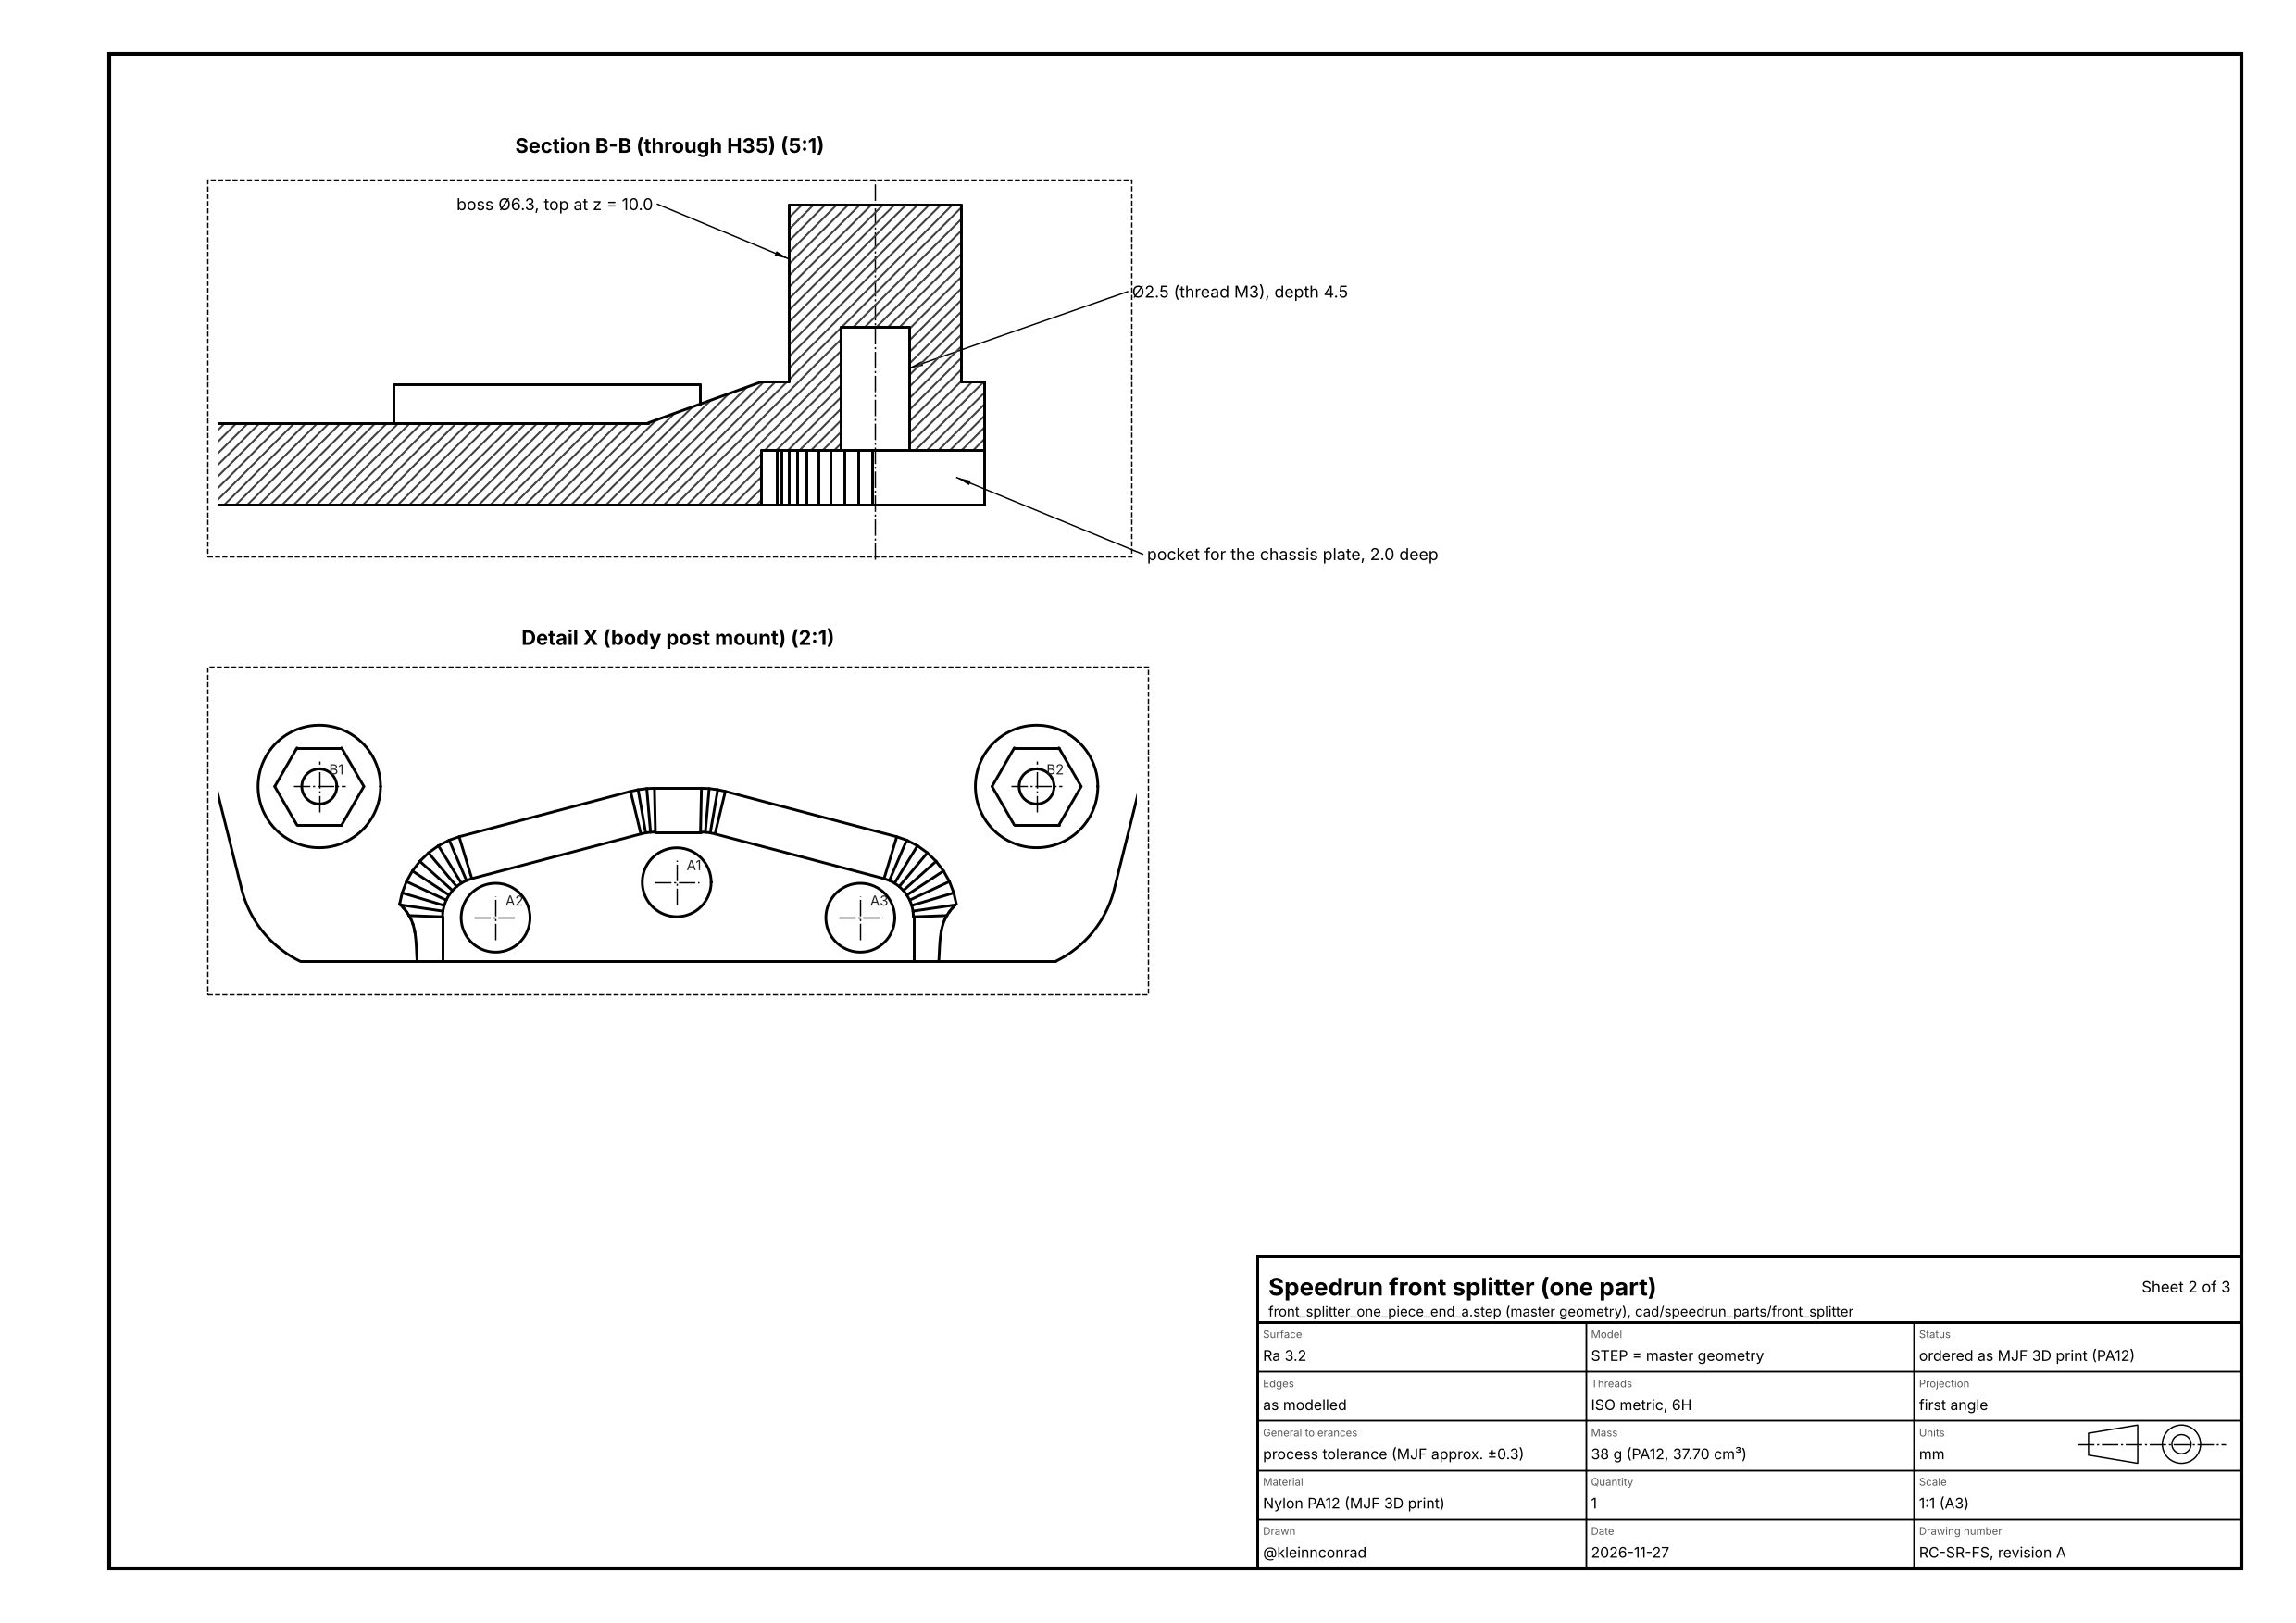 Section B-B (through H35) (5:1)
boss Ø6.3, top at z = 10.0
Ø2.5 (thread M3), depth 4.5
pocket for the chassis plate, 2.0 deep
Detail X (body post mount) (2:1)
B1
B2
A1
A2
A3
Speedrun front splitter (one part)
Sheet 2 of 3
front_splitter_one_piece_end_a.step (master geometry), cad/speedrun_parts/front_splitter
Surface
Ra 3.2
Model
STEP = master geometry
Status
ordered as MJF 3D print (PA12)
Edges
as modelled
Threads
ISO metric, 6H
Projection
first angle
General tolerances
process tolerance (MJF approx. ±0.3)
Mass
38 g (PA12, 37.70 cm³)
Units
mm
Material
Nylon PA12 (MJF 3D print)
Quantity
1
Scale
1:1 (A3)
Drawn
@kleinnconrad
Date
2026-11-27
Drawing number
RC-SR-FS, revision A